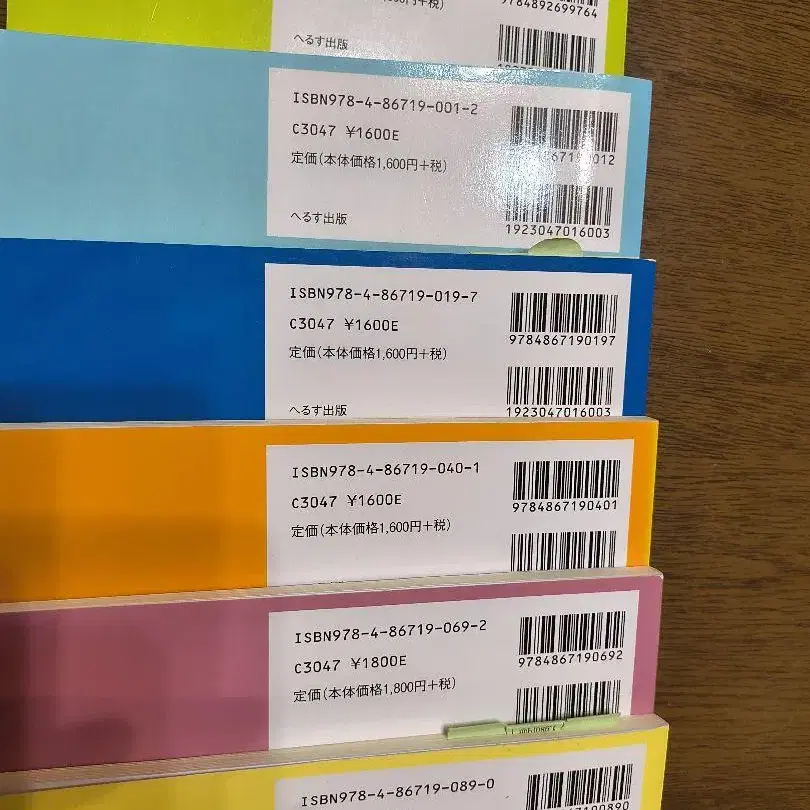 9784892699764
へるす出版
ISBN978-4-86719-001-2
C3047 ¥1600E
定価(本体価格1,600円+税)
へるす出版
1923047016003
ISBN978-4-86719-019-7
C3047 ¥1600E
9784867190197
定価(本体価格1,600円+税)
へるす出版
1923047016003
ISBN978-4-86719-040-1
C3047 ¥1600E
9784867190401
定価(本体価格1,600円+税)
ISBN978-4-86719-069-2
C3047 ¥1800E
9784867190692
定価(本体価格1,800円+税)
ISBN978-4-86719-089-0